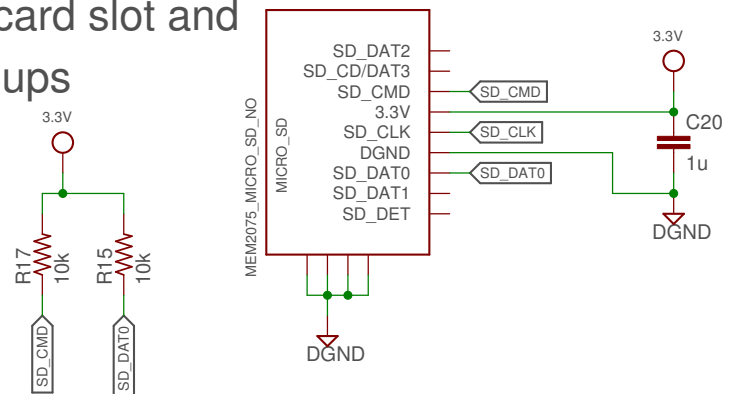 card slot and
ups
3.3V
R17
10k
R15
10k
SD_CMD
SD_DAT0
MEM2075_MICRO_SD_NO
MICRO_SD
SD_DAT2
SD_CD/DAT3
SD_CMD
3.3V
SD_CLK
DGND
SD_DAT0
SD_DAT1
SD_DET
SD_CMD
SD_CLK
SD_DAT0
DGND
3.3V
C20
1u
DGND